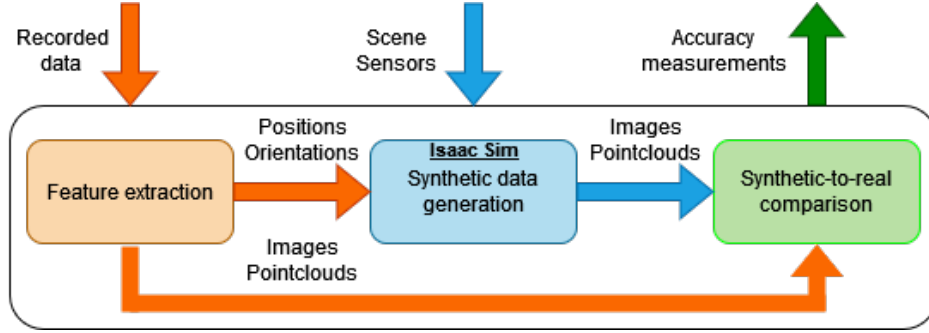 Recorded
data
Scene
Sensors
Accuracy
measurements
Feature extraction
Positions
Orientations
Isaac Sim
Synthetic data
generation
Images
Pointclouds
Synthetic-to-real
comparison
Images
Pointclouds